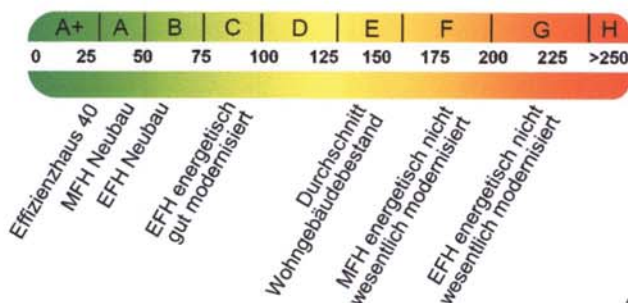 A+ A B C D E F G H
0 25 50 75 100 125 150 175 200 225 >250
Effizienzhaus 40
MFH Neubau
EFH Neubau
EFH energetisch
gut modernisiert
Durchschnitt
Wohngebäudebestand
MFH energetisch nicht
wesentlich modernisiert
EFH energetisch nicht
wesentlich modernisiert